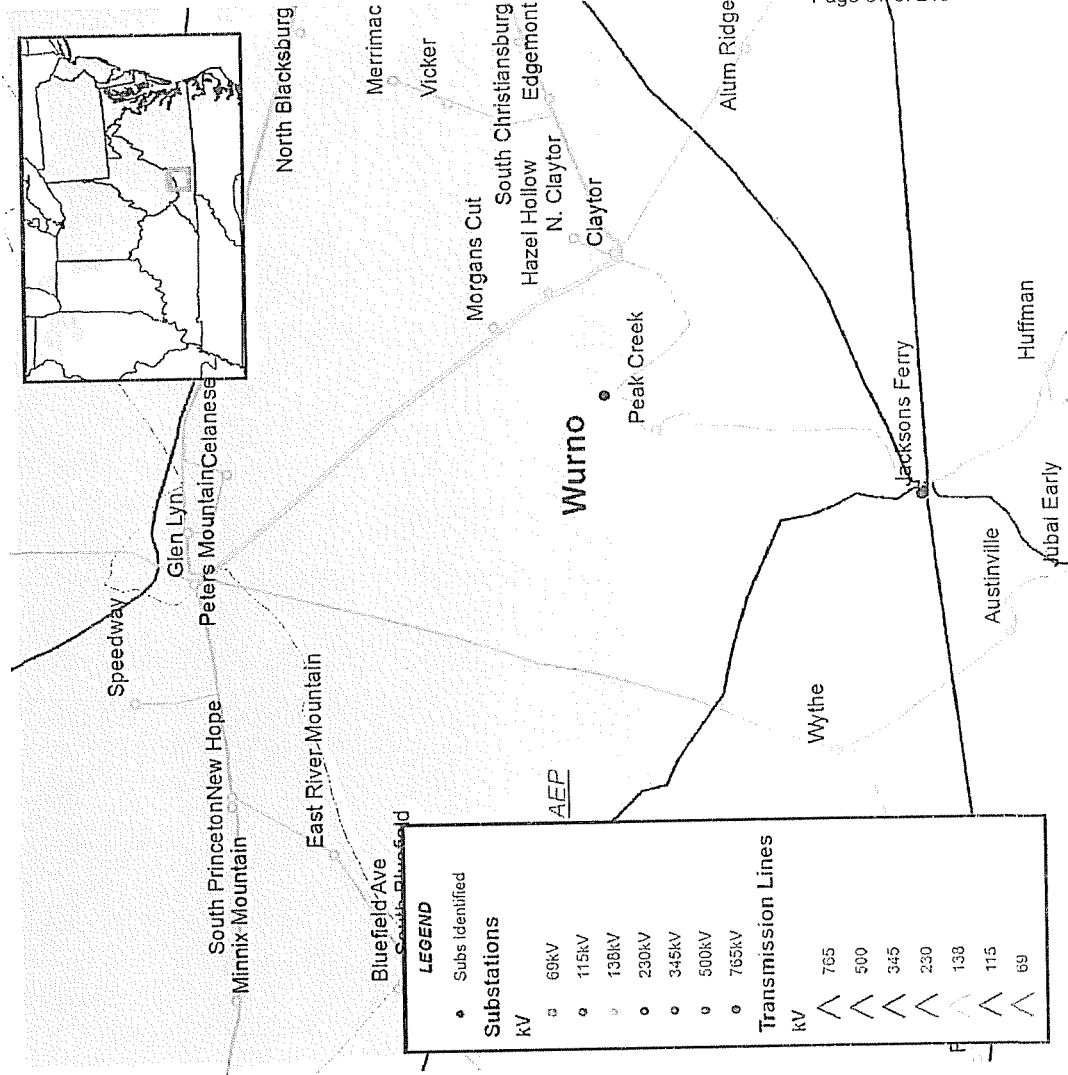 North Blacksburg
Merrimac
Vicker
South Christiansburg
Edgemont
Alum Ridge
Morgans Cut
Hazel Hollow
N. Claytor
Claytor
Celanese
Glen Lyn
Peters Mountain
Speedway
Peak Creek
Wurno
Jacksons Ferry
Huffman
Jubal Early
Austinville
Wythe
New Hope
South Princeton
Minnix Mountain
East River Mountain
Bluefield Ave
South Bluefield
AEP
LEGEND
Subs Identified
Substations
kV
69kV
115kV
138kV
230kV
345kV
500kV
765kV
Transmission Lines
kV
765
500
345
230
138
115
69